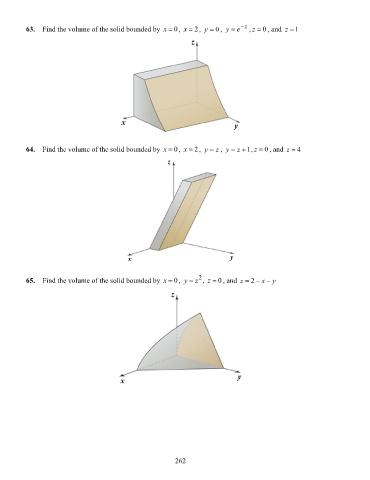 63. Find the volume of the solid bounded by x = 0, x = 2, y = 0, y = e⁻ᶻ, z = 0, and z = 1
z
x
y
64. Find the volume of the solid bounded by x = 0, x = 2, y = z, y = z + 1, z = 0, and z = 4
z
x
y
65. Find the volume of the solid bounded by x = 0, y = z², z = 0, and z = 2 − x − y
z
x
y
262